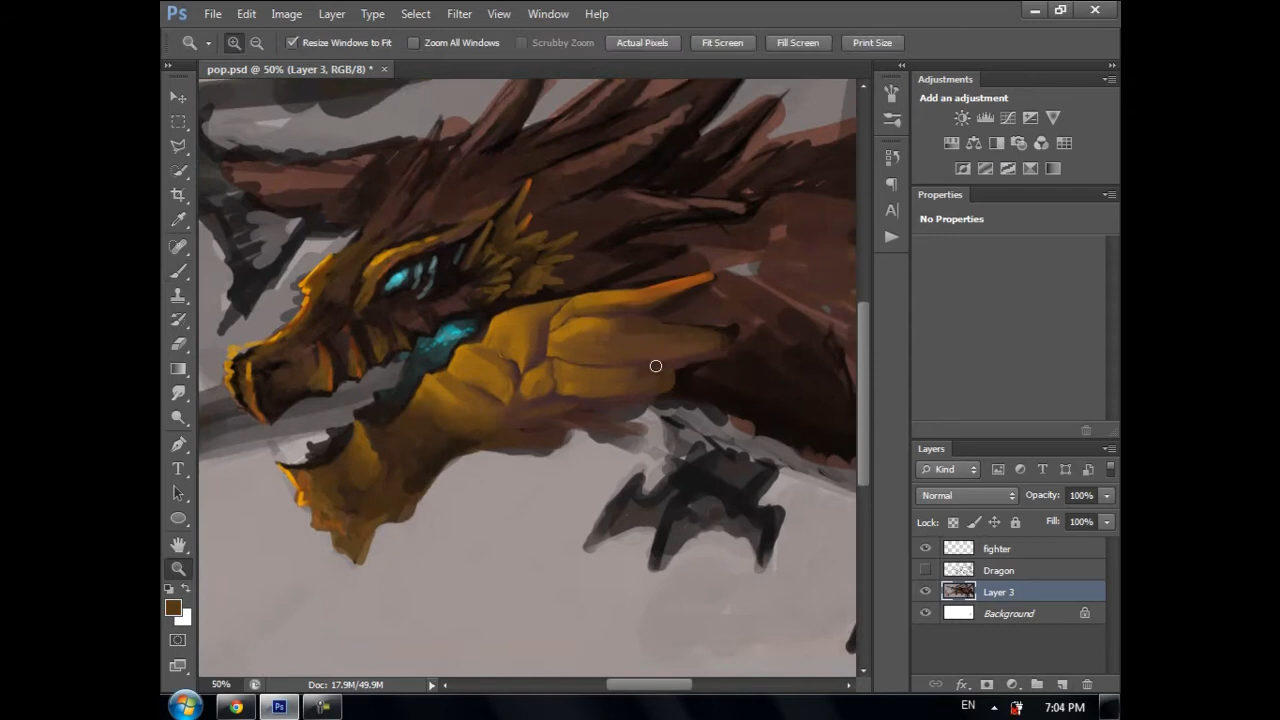 Ps File Edit Image Layer Type Select Filter View Window Help
Resize Windows to Fit Zoom All Windows Scrubby Zoom Actual Pixels Fit Screen Fill Screen Print Size
pop.psd @ 50% (Layer 3, RGB/8) *
Adjustments
Add an adjustment
Properties
No Properties
Layers
Kind
Normal Opacity: 100%
Lock: Fill: 100%
fighter
Dragon
Layer 3
Background
50% Doc: 17.9M/49.9M
EN 7:04 PM